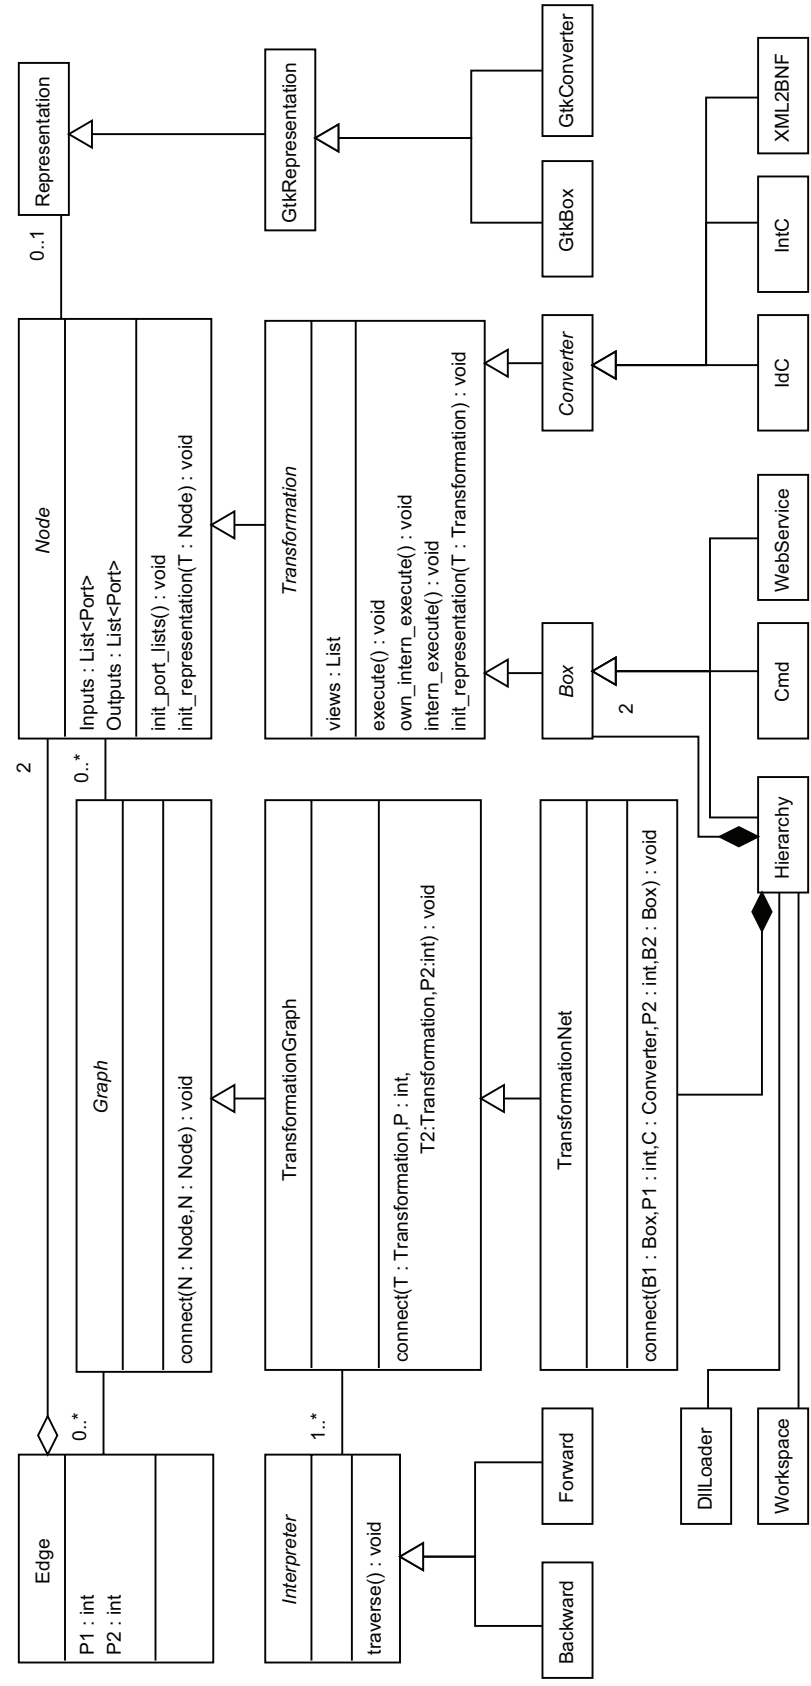 Edge
P1 : int
P2 : int
2
0..*
0..*
Graph
connect(N : Node,N : Node) : void
Node
Inputs : List<Port>
Outputs : List<Port>
init_port_lists() : void
init_representation(T : Node) : void
0..1
Representation
Interpreter
traverse() : void
1..*
TransformationGraph
connect(T : Transformation,P : int,
T2:Transformation,P2:int) : void
Transformation
views : List
execute() : void
own_intern_execute() : void
intern_execute() : void
init_representation(T : Transformation) : void
GtkRepresentation
Backward
Forward
TransformationNet
connect(B1 : Box,P1 : int,C : Converter,P2 : int,B2 : Box) : void
Box
2
Converter
GtkBox
GtkConverter
DllLoader
Workspace
Hierarchy
Cmd
WebService
IdC
IntC
XML2BNF